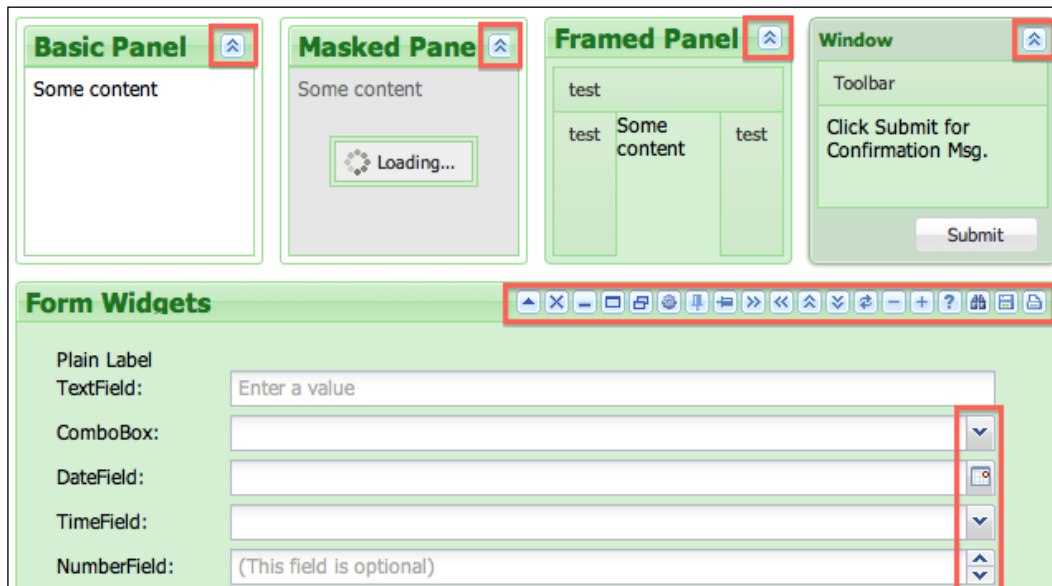 Basic Panel
Some content
Masked Pane
Some content
Loading...
Framed Panel
test
test
Some
content
test
Window
Toolbar
Click Submit for
Confirmation Msg.
Submit
Form Widgets
?
Plain Label
TextField:
Enter a value
ComboBox:
DateField:
TimeField:
NumberField:
(This field is optional)